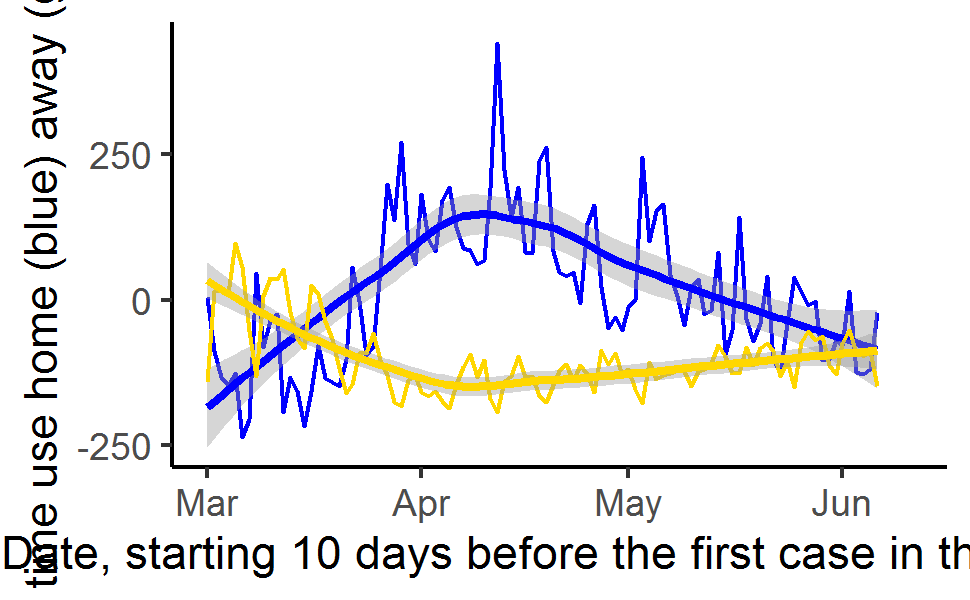 time use home (blue) away (
250
0
-250
Mar Apr May Jun
Date, starting 10 days before the first case in th